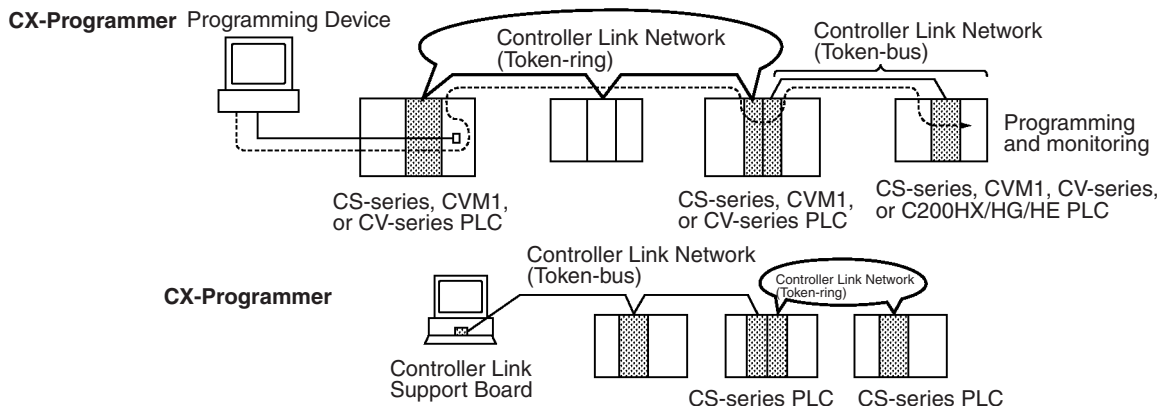 CX-Programmer Programming Device
Controller Link Network
(Token-ring)
Controller Link Network
(Token-bus)
Programming
and monitoring
CS-series, CVM1,
or CV-series PLC
CS-series, CVM1,
or CV-series PLC
CS-series, CVM1, CV-series,
or C200HX/HG/HE PLC
Controller Link Network
(Token-bus)
Controller Link Network
(Token-ring)
CX-Programmer
Controller Link
Support Board
CS-series PLC
CS-series PLC